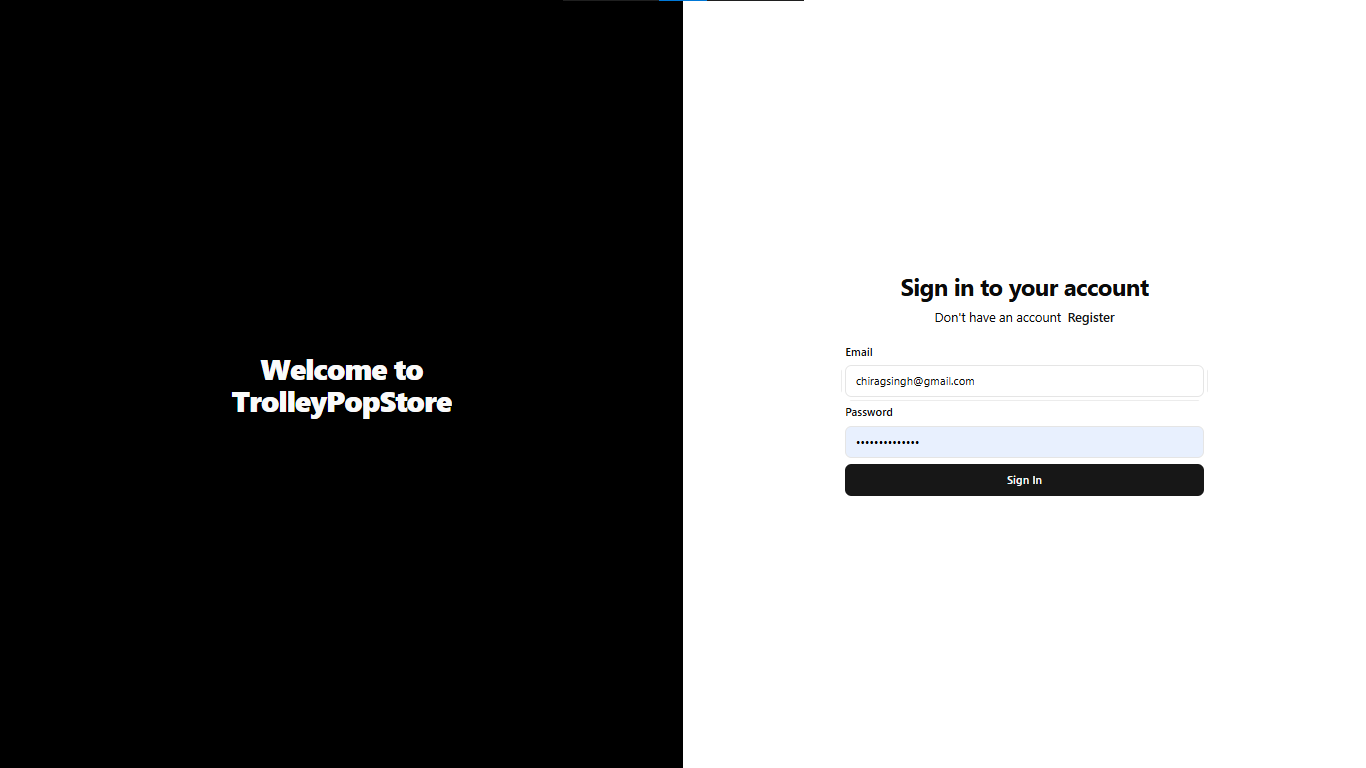 Welcome to
TrolleyPopStore
Sign in to your account
Don't have an account Register
Email
chiragsingh@gmail.com
Password
••••••••••••••
Sign In